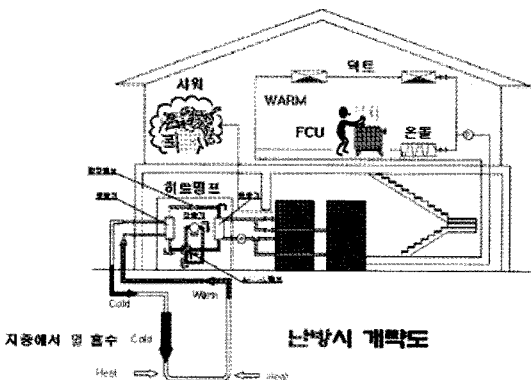 덕트
샤워
WARM
FCU
온돌
히트펌프
Cold
Warm
지중에서 열 흡수
Cold
난방시 개략도
Heat
Heat